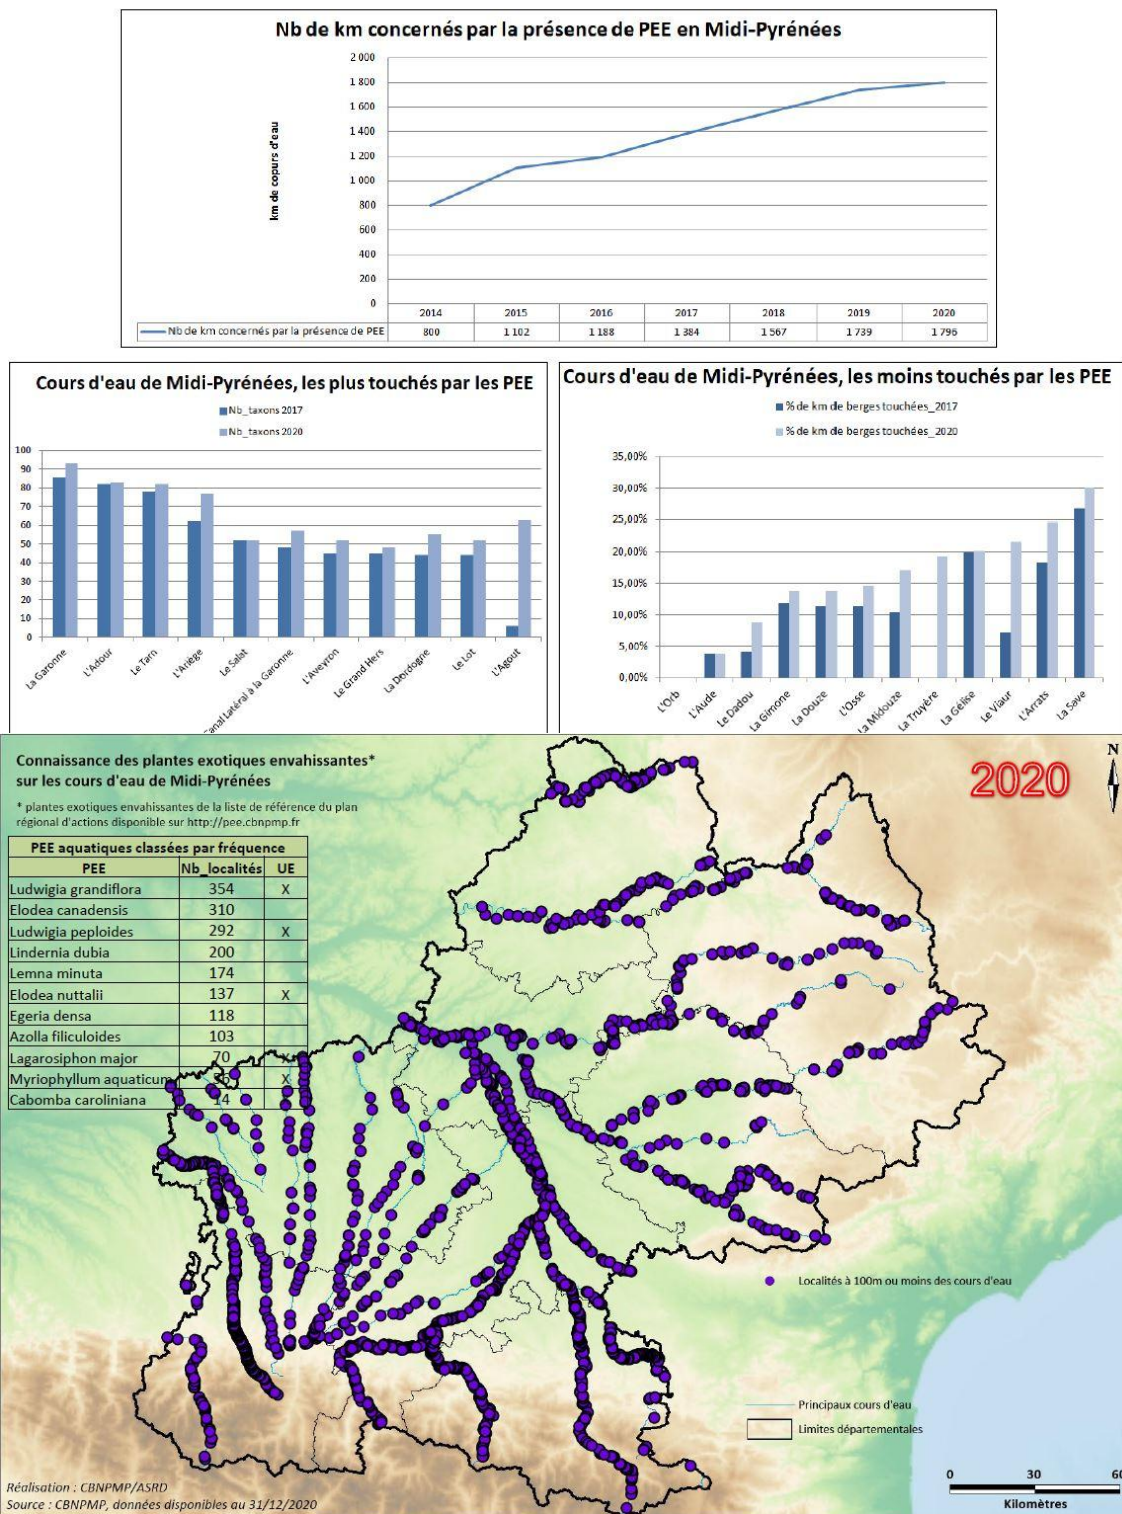 Nb de km concernés par la présence de PEE en Midi-Pyrénées
km de copurs d'eau
2 000
1 800
1 600
1 400
1 200
1 000
800
600
400
200
0
2014 2015 2016 2017 2018 2019 2020
Nb de km concernés par la présence de PEE 800 1 102 1 188 1 384 1 567 1 739 1 796
Cours d'eau de Midi-Pyrénées, les plus touchés par les PEE
Nb_taxons 2017
Nb_taxons 2020
100
90
80
70
60
50
40
30
20
10
0
La Garonne
L'Adour
Le Tarn
L'Ariège
Le Salat
Canal Latéral à la Garonne
L'Aveyron
Le Grand Hers
La Dordogne
Le Lot
L'Agout
Cours d'eau de Midi-Pyrénées, les moins touchés par les PEE
% de km de berges touchées_2017
% de km de berges touchées_2020
35,00%
30,00%
25,00%
20,00%
15,00%
10,00%
5,00%
0,00%
L'Orb
L'Aude
Le Dadou
La Gimone
La Douze
L'Osse
La Midouze
La Truyère
La Gélise
Le Viaur
L'Arrats
La Save
Connaissance des plantes exotiques envahissantes*
sur les cours d'eau de Midi-Pyrénées
* plantes exotiques envahissantes de la liste de référence du plan
régional d'actions disponible sur http://pee.cbnpmp.fr
2020
N
PEE aquatiques classées par fréquence
PEE Nb_localités UE
Ludwigia grandiflora 354 X
Elodea canadensis 310
Ludwigia peploides 292 X
Lindernia dubia 200
Lemna minuta 174
Elodea nuttalii 137 X
Egeria densa 118
Azolla filiculoides 103
Lagarosiphon major 70 X
Myriophyllum aquaticum X
Cabomba caroliniana 14
Localités à 100m ou moins des cours d'eau
Principaux cours d'eau
Limites départementales
Réalisation : CBNPMP/ASRD
Source : CBNPMP, données disponibles au 31/12/2020
0 30 60
Kilomètres